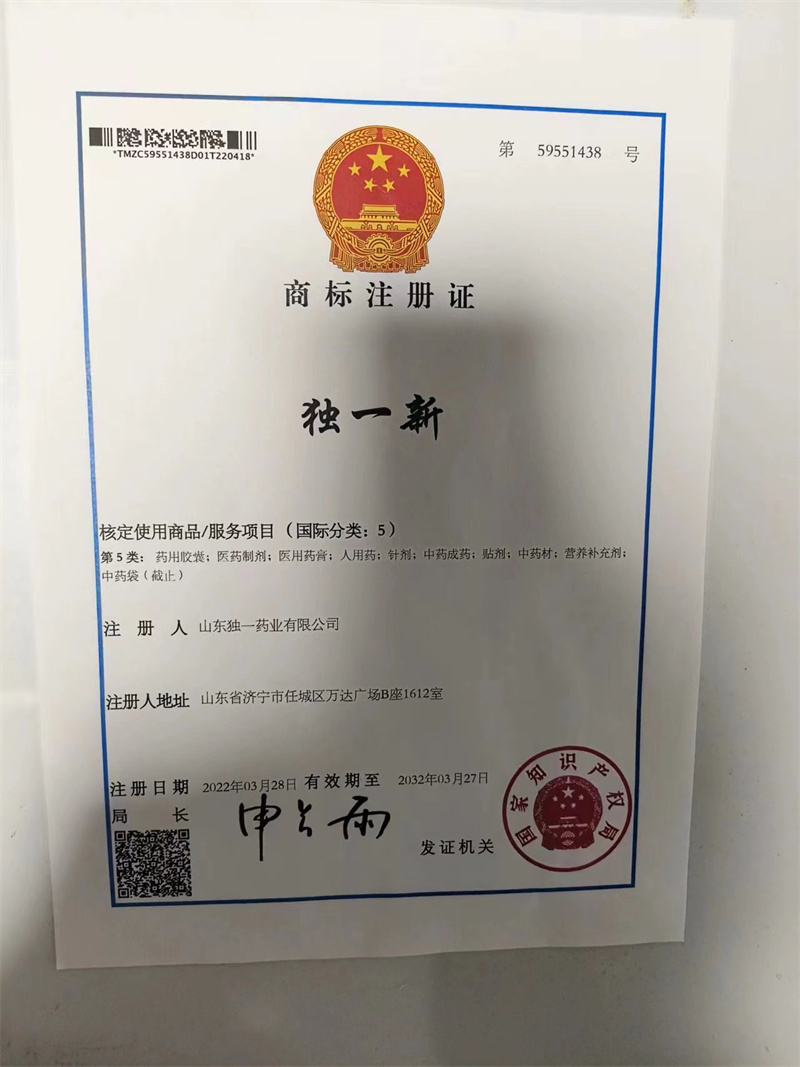 *TMZC59551438D01T220418*
第 59551438 号
商标注册证
独一新
核定使用商品/服务项目（国际分类：5）
第5类：药用胶囊；医药制剂；医用药膏；人用药；针剂；中药成药；贴剂；中药材；营养补充剂；
中药袋（截止）
注册人 山东独一药业有限公司
注册人地址 山东省济宁市任城区万达广场B座1612室
注册日期 2022年03月28日 有效期至 2032年03月27日
局长 申长雨
发证机关
国家知识产权局